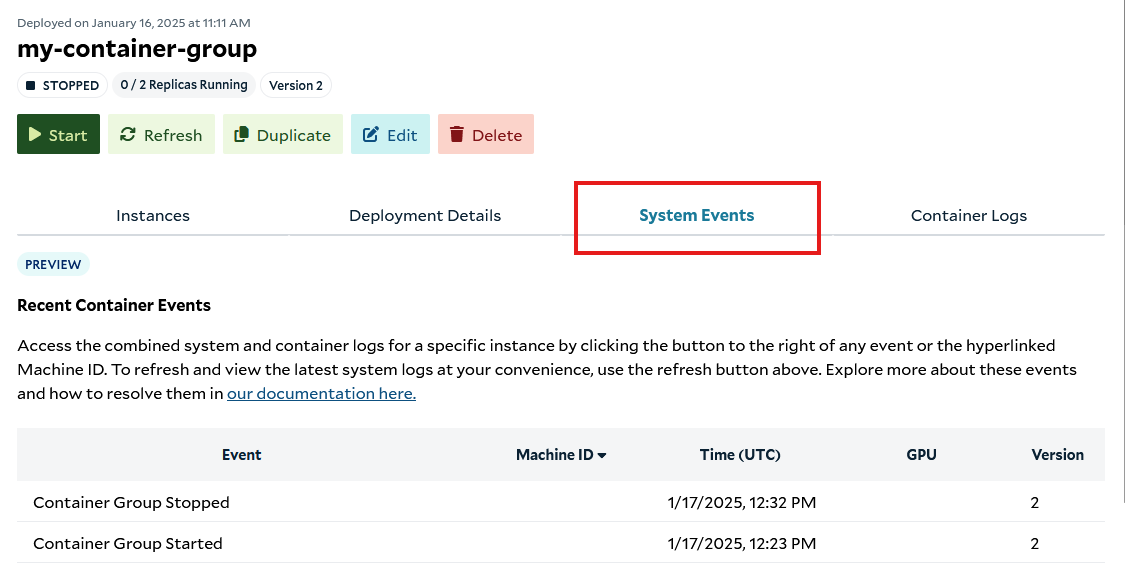 Deployed on January 16, 2025 at 11:11 AM
my-container-group
STOPPED 0 / 2 Replicas Running Version 2
Start Refresh Duplicate Edit Delete
Instances Deployment Details System Events Container Logs
PREVIEW
Recent Container Events
Access the combined system and container logs for a specific instance by clicking the button to the right of any event or the hyperlinked
Machine ID. To refresh and view the latest system logs at your convenience, use the refresh button above. Explore more about these events
and how to resolve them in our documentation here.
Event Machine ID Time (UTC) GPU Version
Container Group Stopped 1/17/2025, 12:32 PM 2
Container Group Started 1/17/2025, 12:23 PM 2